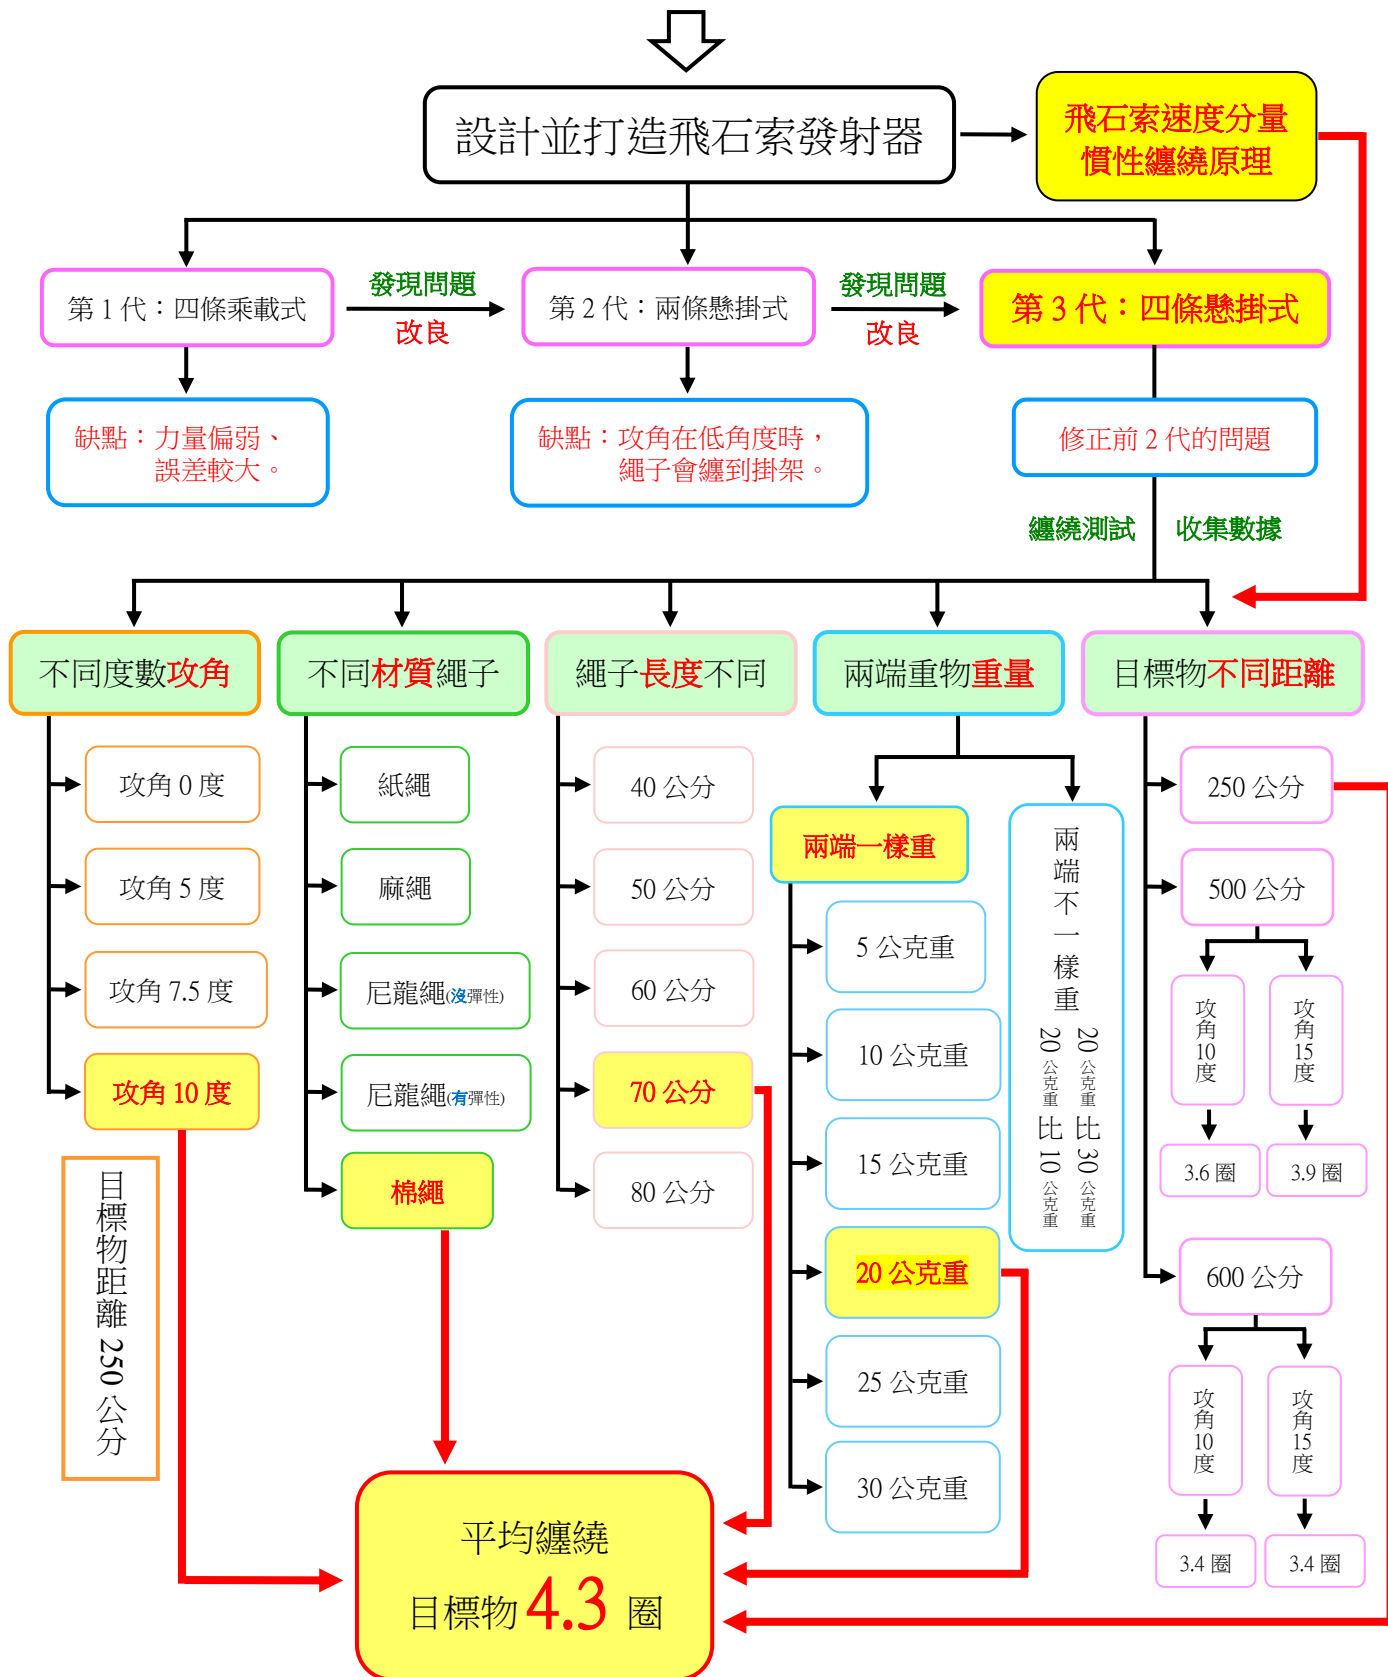 設計並打造飛石索發射器
飛石索速度分量
慣性纏繞原理
第 1 代：四條乘載式
發現問題
改良
第 2 代：兩條懸掛式
發現問題
改良
第 3 代：四條懸掛式
缺點：力量偏弱、
誤差較大。
缺點：攻角在低角度時，
繩子會纏到掛架。
修正前 2 代的問題
纏繞測試
收集數據
不同度數攻角
不同材質繩子
繩子長度不同
兩端重物重量
目標物不同距離
攻角 0 度
攻角 5 度
攻角 7.5 度
攻角 10 度
目標物距離 250 公分
紙繩
麻繩
尼龍繩(沒彈性)
尼龍繩(有彈性)
棉繩
40 公分
50 公分
60 公分
70 公分
80 公分
兩端一樣重
5 公克重
10 公克重
15 公克重
20 公克重
25 公克重
30 公克重
兩端不一樣重
20 公克重 比 30 公克重
20 公克重 比 10 公克重
250 公分
500 公分
攻角 10 度
攻角 15 度
3.6 圈
3.9 圈
600 公分
攻角 10 度
攻角 15 度
3.4 圈
3.4 圈
平均纏繞
目標物 4.3 圈